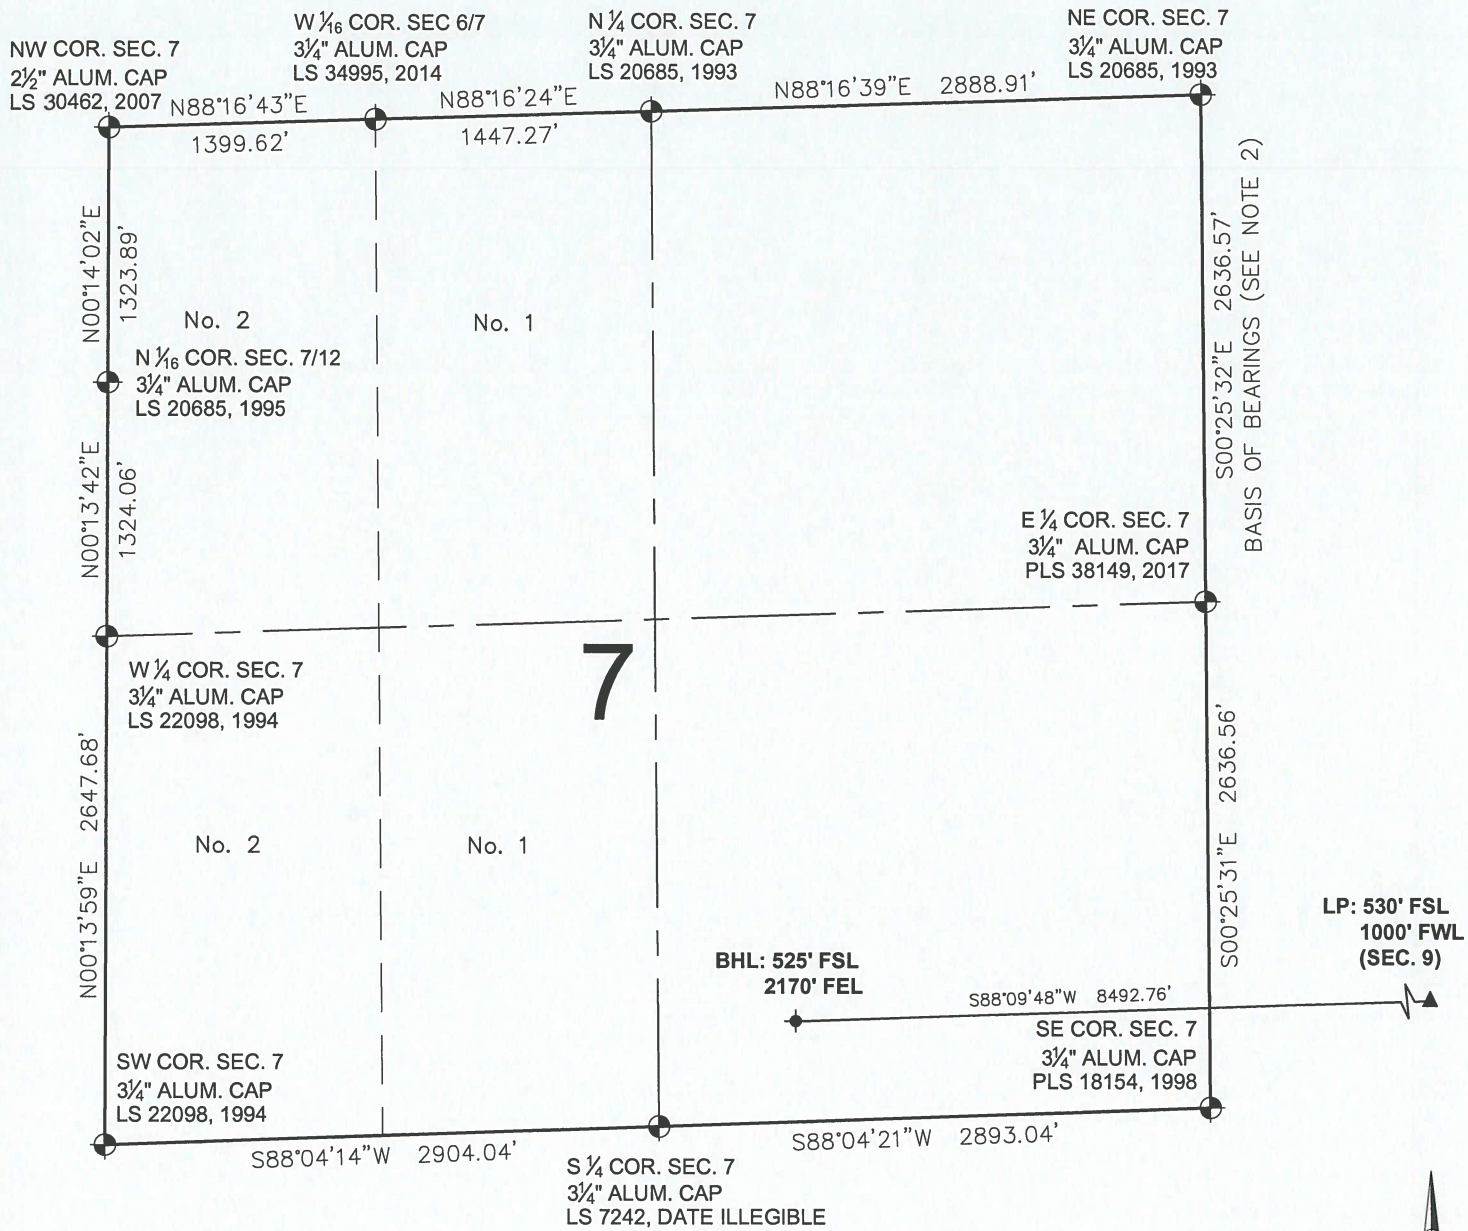 NW COR. SEC. 7
2½" ALUM. CAP
LS 30462, 2007
W 1/16 COR. SEC 6/7
3¼" ALUM. CAP
LS 34995, 2014
N ¼ COR. SEC. 7
3¼" ALUM. CAP
LS 20685, 1993
NE COR. SEC. 7
3¼" ALUM. CAP
LS 20685, 1993
N88°16'43"E
1399.62'
N88°16'24"E
1447.27'
N88°16'39"E 2888.91'
N00°14'02"E
1323.89'
No. 2
No. 1
S00°25'32"E 2636.57'
BASIS OF BEARINGS (SEE NOTE 2)
N 1/16 COR. SEC. 7/12
3¼" ALUM. CAP
LS 20685, 1995
N00°13'42"E
1324.06'
E ¼ COR. SEC. 7
3¼" ALUM. CAP
PLS 38149, 2017
W ¼ COR. SEC. 7
3¼" ALUM. CAP
LS 22098, 1994
7
N00°13'59"E 2647.68'
No. 2
No. 1
S00°25'31"E 2636.56'
LP: 530' FSL
1000' FWL
(SEC. 9)
BHL: 525' FSL
2170' FEL
S88°09'48"W 8492.76'
SE COR. SEC. 7
3¼" ALUM. CAP
PLS 18154, 1998
SW COR. SEC. 7
3¼" ALUM. CAP
LS 22098, 1994
S88°04'14"W 2904.04'
S88°04'21"W 2893.04'
S ¼ COR. SEC. 7
3¼" ALUM. CAP
LS 7242, DATE ILLEGIBLE